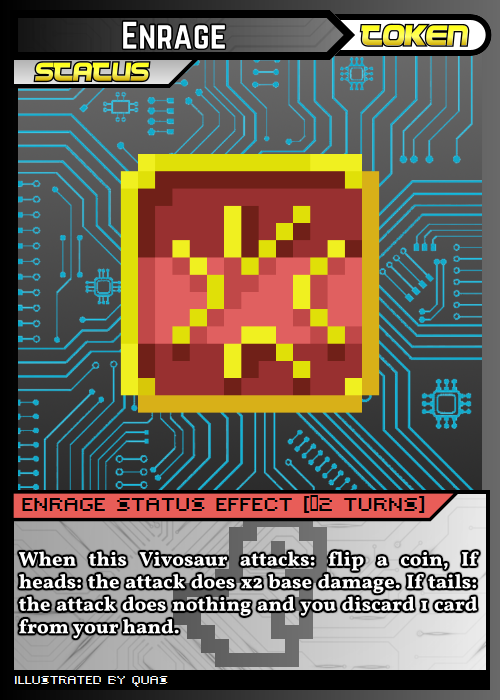 Enrage
TOKEN
STATUS
ENRAGE STATUS EFFECT [▯2 TURNS]
When this Vivosaur attacks: flip a coin, If
heads: the attack does x2 base damage. If tails:
the attack does nothing and you discard 1 card
from your hand.
ILLUSTRATED BY QUAS